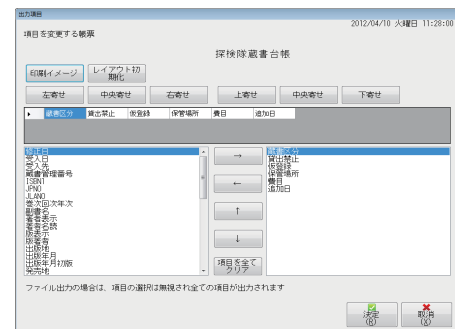 出力項目
2012/04/10 火曜日 11:28:00
項目を変更する帳票
探検隊蔵書台帳
印刷イメージ
レイアウト初期化
左寄せ 中央寄せ 右寄せ 上寄せ 中央寄せ 下寄せ
蔵書区分 貸出禁止 仮登録 保管場所 費目 追加日
修正日
受入日
受入先
蔵書管理番号
ISBN1
JPNO
JLANO
巻次回次年次
副書名
著者表示
著者名読
版表示
版著者
出版地
出版年月
出版年月初版
発売地
→
←
↑
↓
項目を全てクリア
蔵書区分
貸出禁止
仮登録
保管場所
費目
追加日
ファイル出力の場合は、項目の選択は無視され全ての項目が出力されます
決定
(R)
取消
(X)